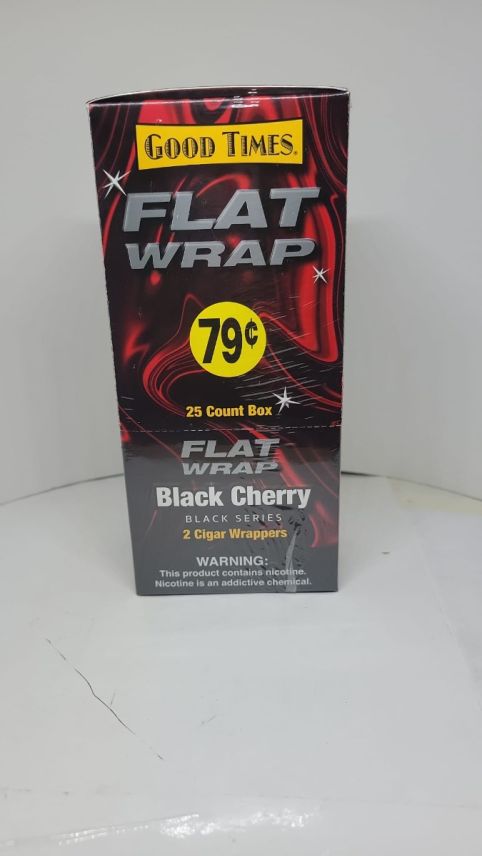 GOOD TIMES®
FLAT
WRAP
79¢
25 Count Box
FLAT
WRAP
Black Cherry
BLACK SERIES
2 Cigar Wrappers
WARNING:
This product contains nicotine.
Nicotine is an addictive chemical.